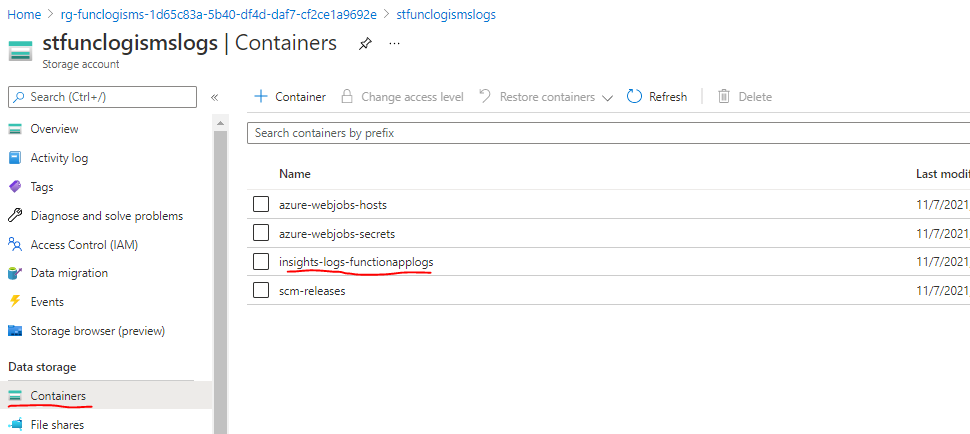 Home > rg-funclogisms-1d65c83a-5b40-df4d-daf7-cf2ce1a9692e > stfunclogismslogs
stfunclogismslogs | Containers ...
Storage account
Search (Ctrl+/) «
+ Container Change access level Restore containers Refresh Delete
Search containers by prefix
Overview
Activity log
Tags
Diagnose and solve problems
Access Control (IAM)
Data migration
Events
Storage browser (preview)
Data storage
Containers
File shares
Name Last modif
azure-webjobs-hosts 11/7/2021,
azure-webjobs-secrets 11/7/2021,
insights-logs-functionapplogs 11/7/2021,
scm-releases 11/7/2021,